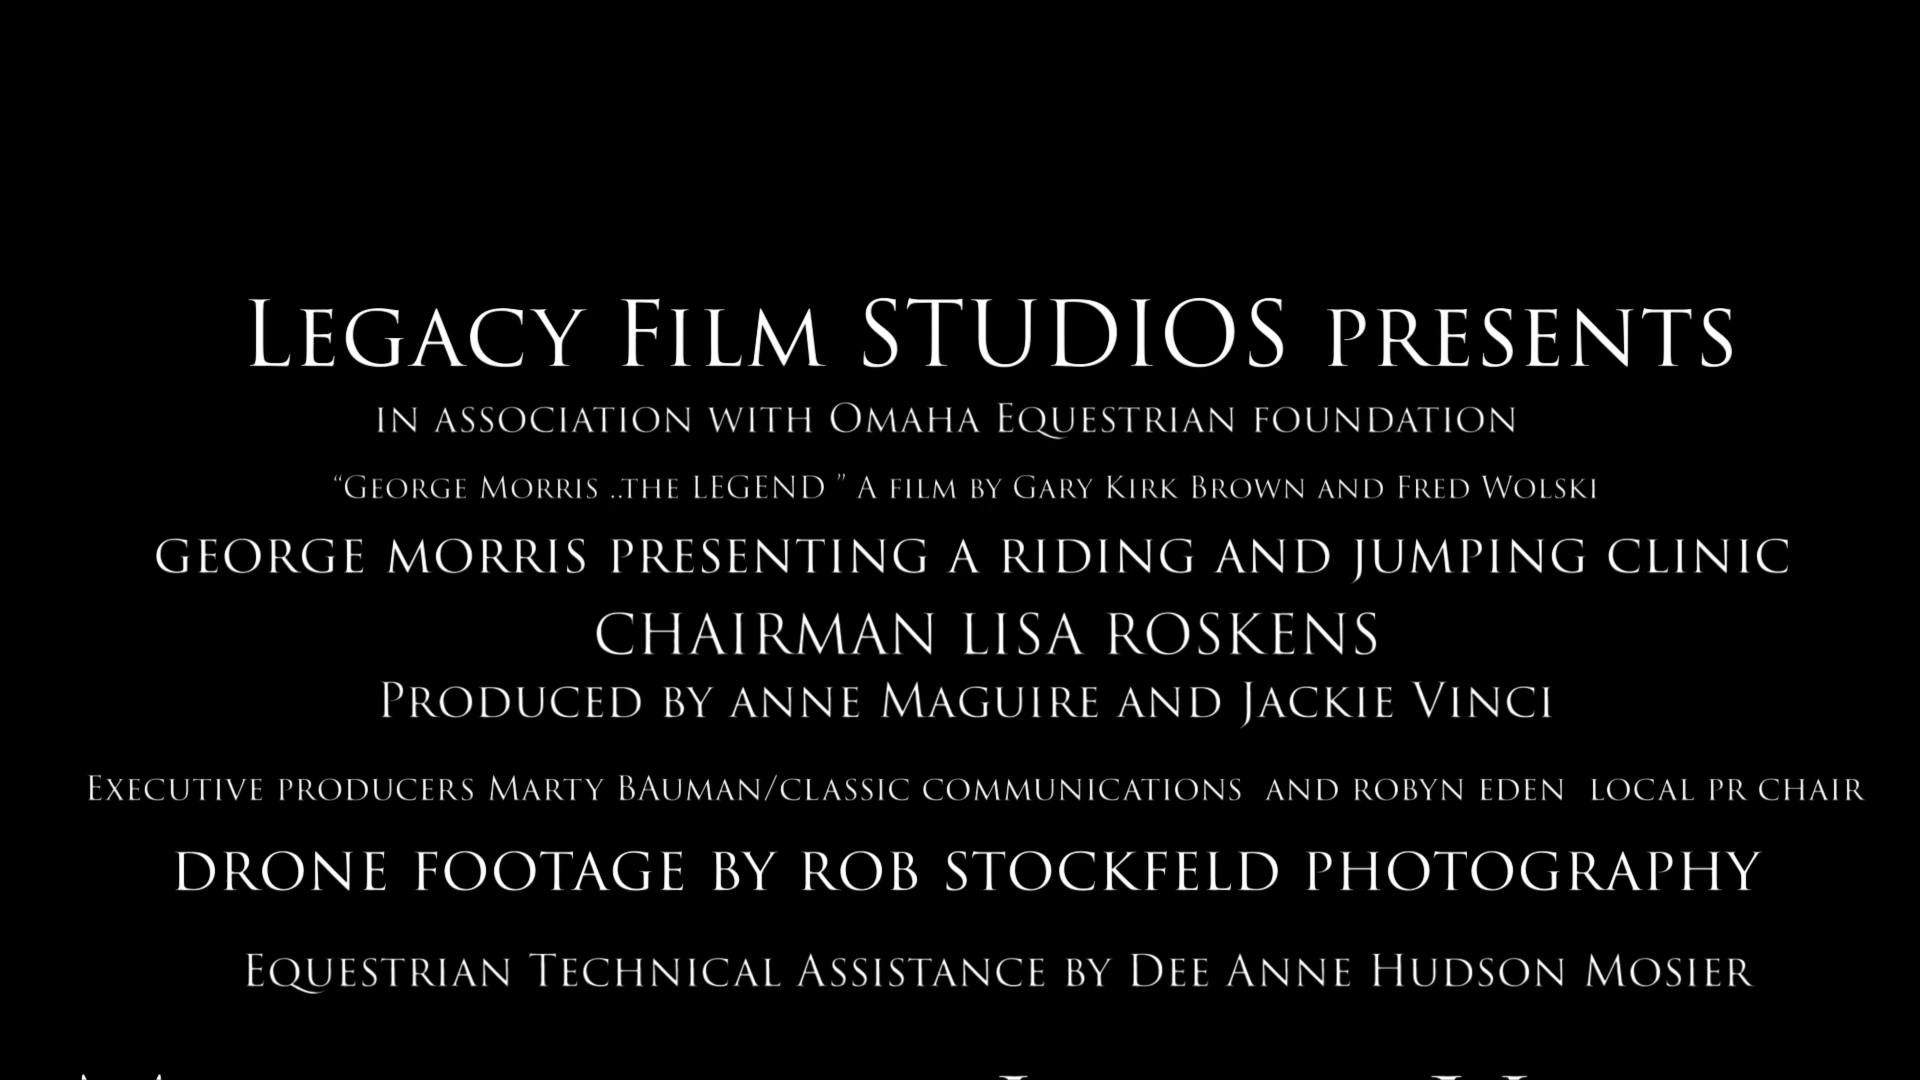 Legacy Film STUDIOS presents
in association with Omaha Equestrian foundation
“George Morris ..the LEGEND ” A film by Gary Kirk Brown and Fred Wolski
george morris presenting a riding and jumping clinic
chairman lisa roskens
Produced by anne Maguire and Jackie Vinci
Executive producers Marty BAuman/classic communications and robyn eden local pr chair
drone footage by rob stockfeld photography
Equestrian Technical Assistance by Dee Anne Hudson Mosier